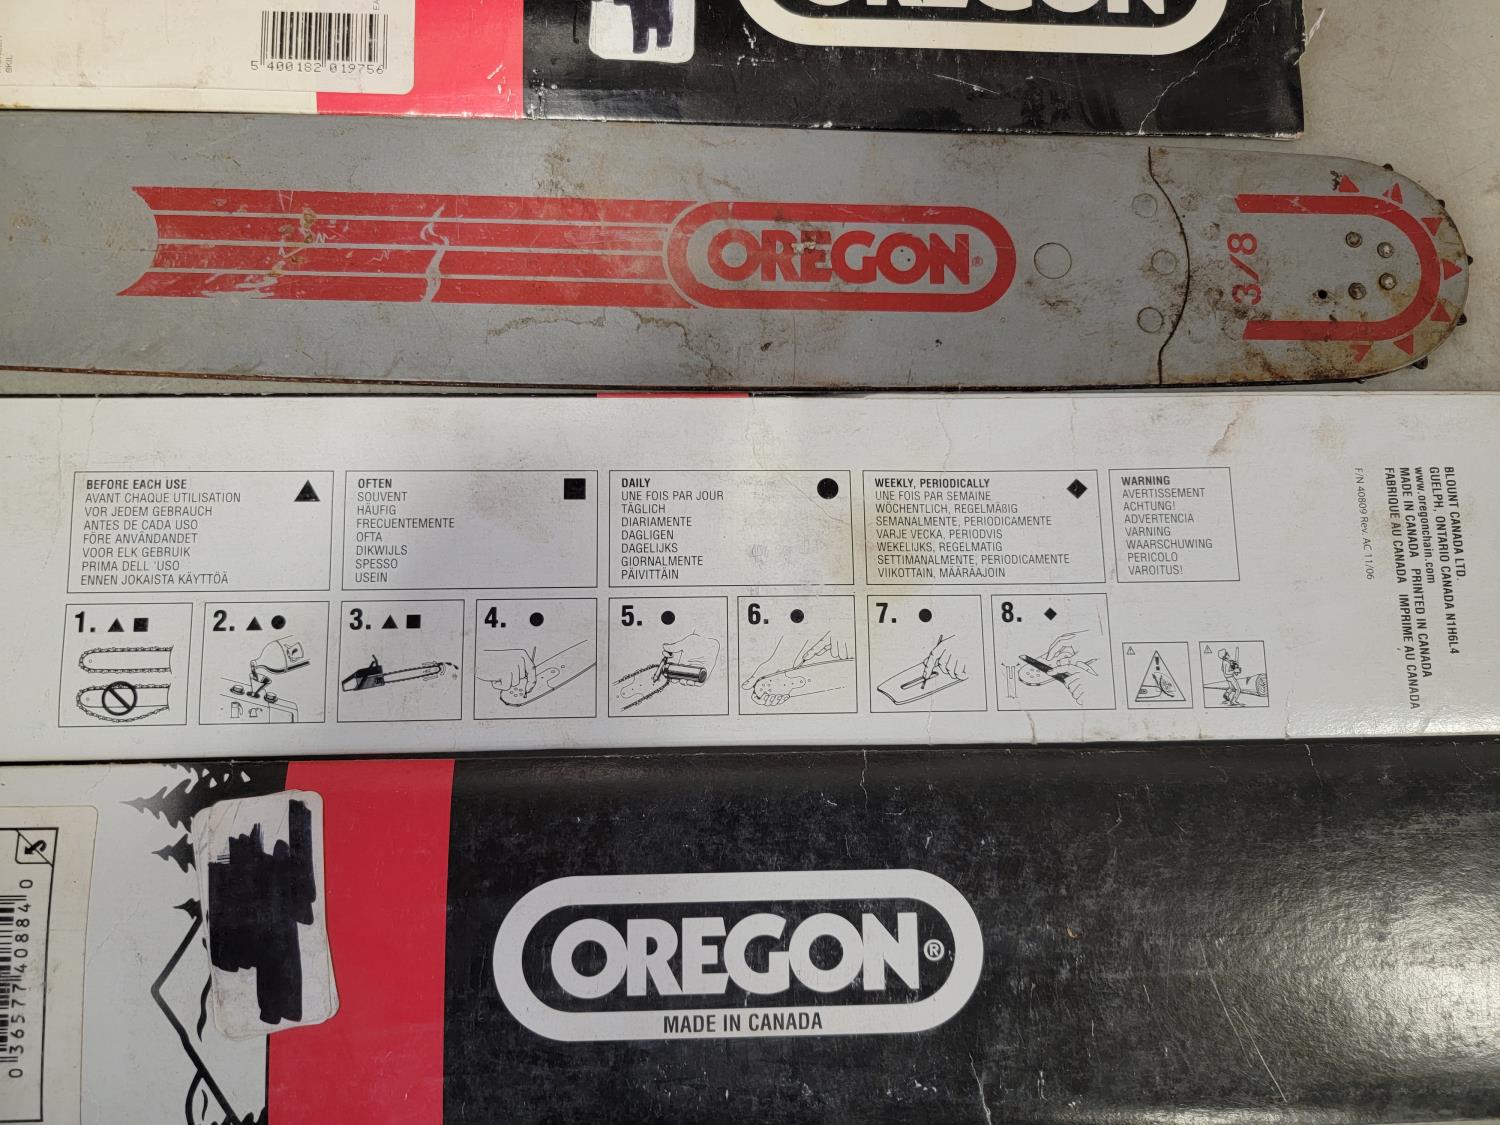 5 400182 019756
OREGON
OREGON®
3/8
BEFORE EACH USE
AVANT CHAQUE UTILISATION
VOR JEDEM GEBRAUCH
ANTES DE CADA USO
FÖRE ANVÄNDANDET
VOOR ELK GEBRUIK
PRIMA DELL 'USO
ENNEN JOKAISTA KÄYTTÖÄ
OFTEN
SOUVENT
HÄUFIG
FRECUENTEMENTE
OFTA
DIKWIJLS
SPESSO
USEIN
DAILY
UNE FOIS PAR JOUR
TÄGLICH
DIARIAMENTE
DAGLIGEN
DAGELIJKS
GIORNALMENTE
PÄIVITTÄIN
WEEKLY, PERIODICALLY
UNE FOIS PAR SEMAINE
WÖCHENTLICH, REGELMÄßIG
SEMANALMENTE, PERIODICAMENTE
VARJE VECKA, PERIODVIS
WEKELIJKS, REGELMATIG
SETTIMANALMENTE, PERIODICAMENTE
VIIKOTTAIN, MÄÄRÄAJOIN
WARNING
AVERTISSEMENT
ACHTUNG!
ADVERTENCIA
VARNING
WAARSCHUWING
PERICOLO
VAROITUS!
1.
2.
3.
4.
5.
6.
7.
8.
BLOUNT CANADA LTD.
GUELPH, ONTARIO CANADA N1H6L4
www.oregonchain.com
MADE IN CANADA PRINTED IN CANADA
FABRIQUE AU CANADA IMPRIME AU CANADA
F/N 40809 Rev. AC 11/06
0 36577 40884 0
OREGON®
MADE IN CANADA